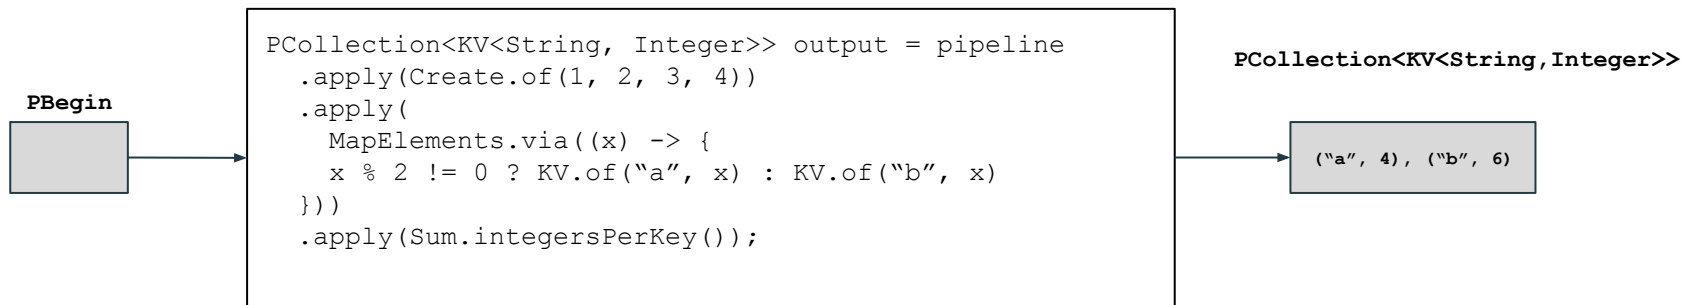 PBegin
PCollection<KV<String, Integer>> output = pipeline
.apply(Create.of(1, 2, 3, 4))
.apply(
MapElements.via((x) -> {
x % 2 != 0 ? KV.of(“a”, x) : KV.of(“b”, x)
}))
.apply(Sum.integersPerKey());
PCollection<KV<String,Integer>>
(“a”, 4), (“b”, 6)